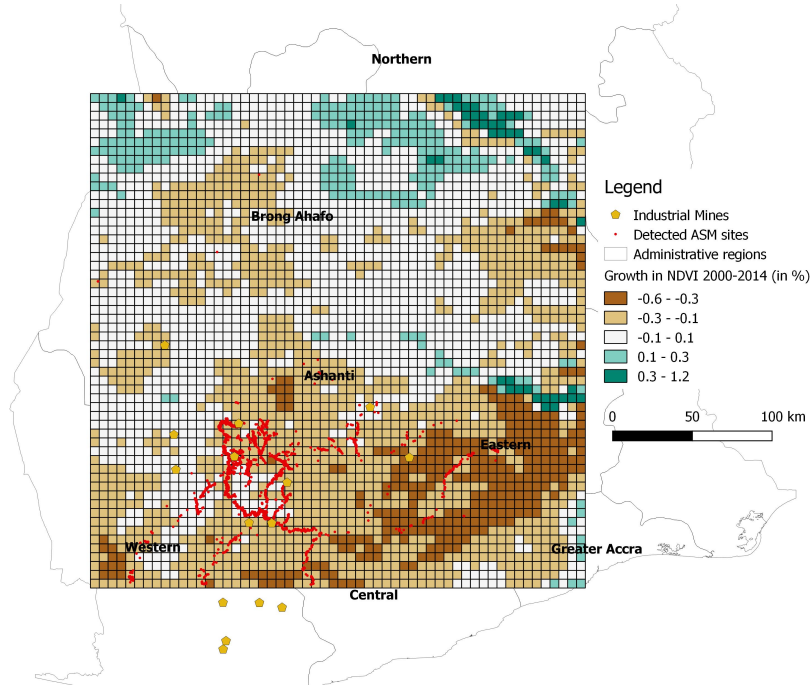 Northern
Brong Ahafo
Ashanti
Eastern
Western
Greater Accra
Central
Legend
Industrial Mines
Detected ASM sites
Administrative regions
Growth in NDVI 2000-2014 (in %)
-0.6 - -0.3
-0.3 - -0.1
-0.1 - 0.1
0.1 - 0.3
0.3 - 1.2
0 50 100 km